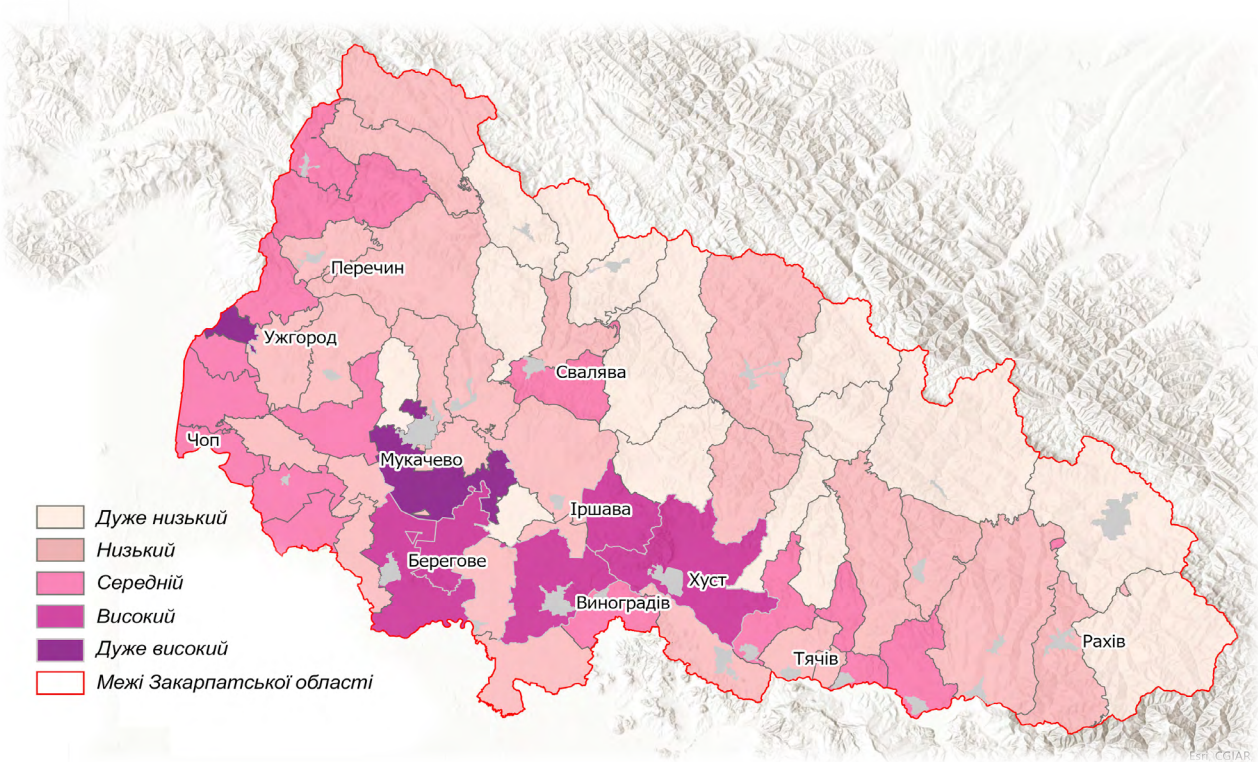 Перечин
Ужгород
Свалява
Чоп
Мукачево
Іршава
Берегове
Хуст
Виноградів
Тячів
Рахів
Дуже низький
Низький
Середній
Високий
Дуже високий
Межі Закарпатської області
Esri, CGIAR